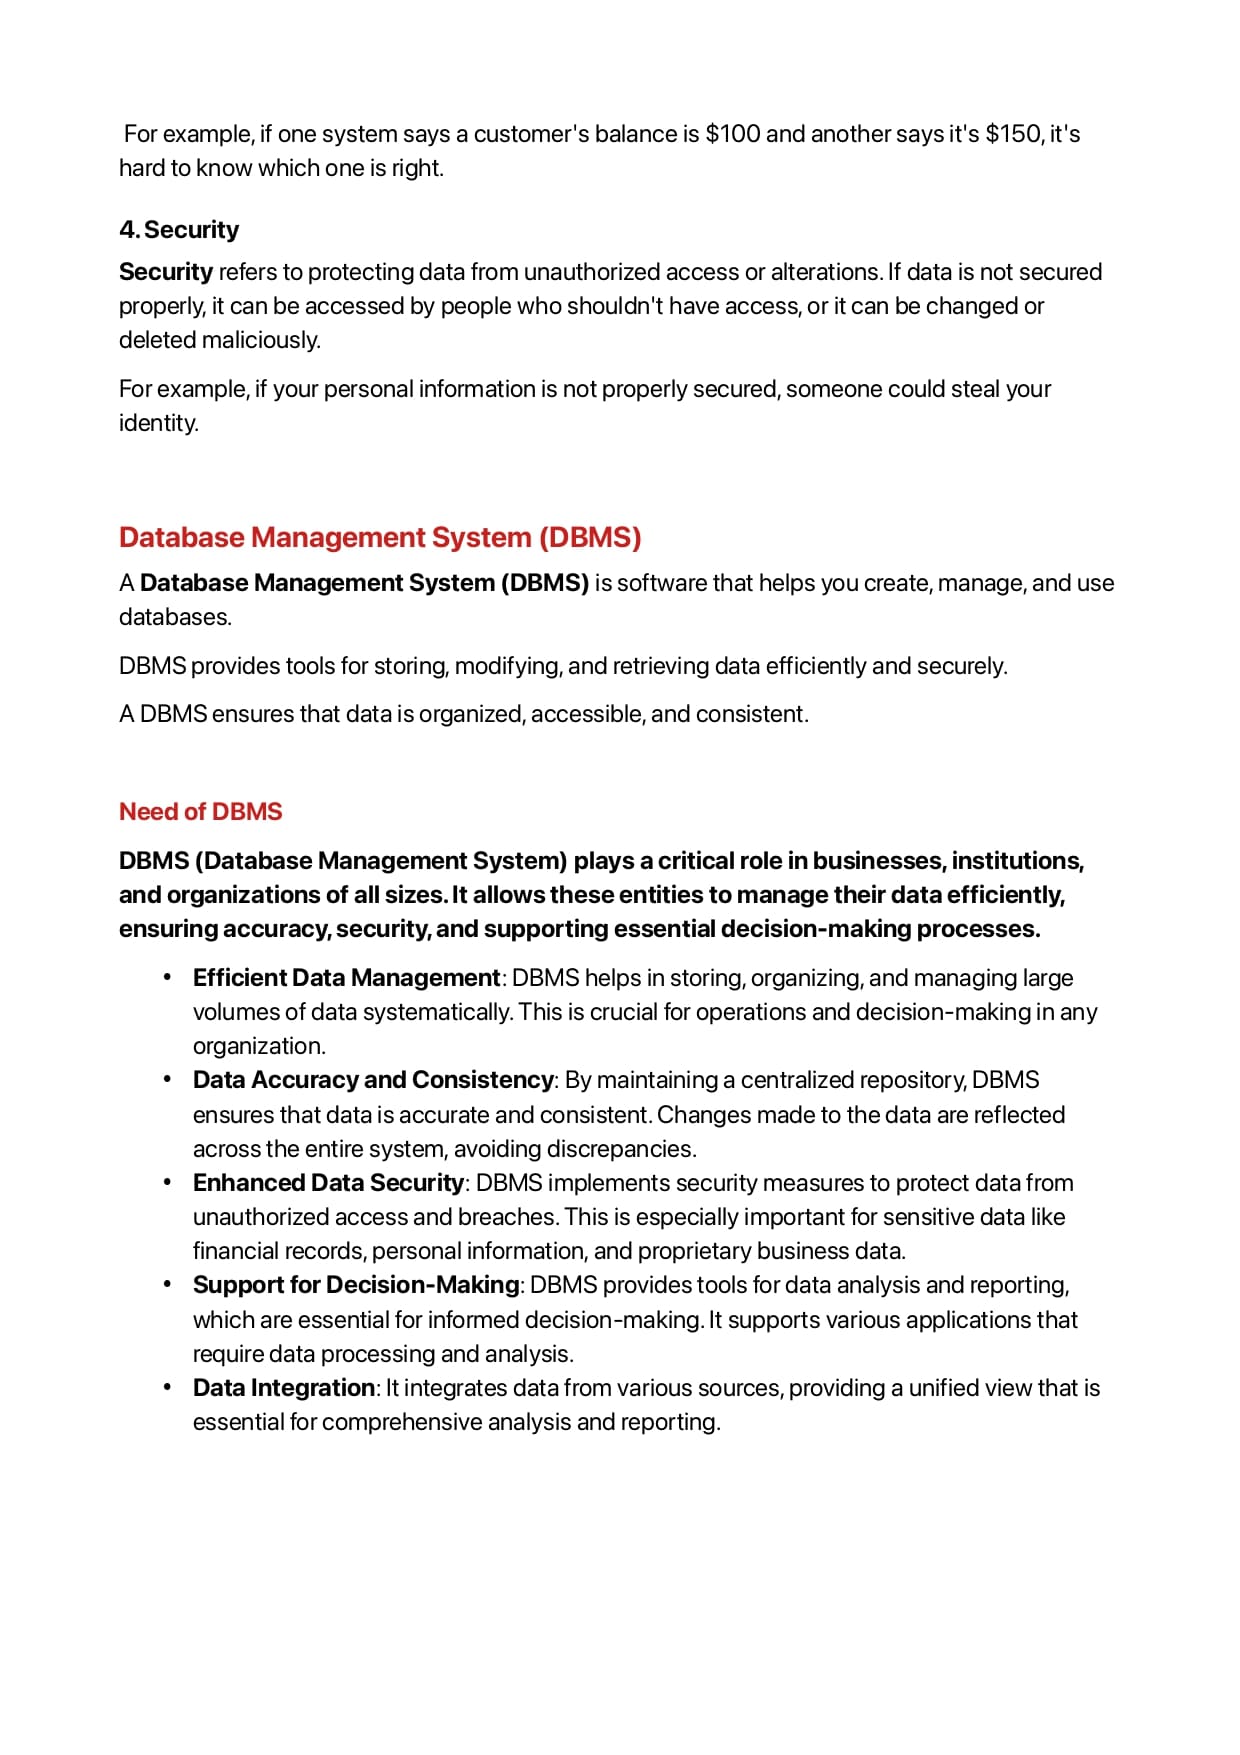 For example, if one system says a customer's balance is $100 and another says it's $150, it's
hard to know which one is right.
4. Security
Security refers to protecting data from unauthorized access or alterations. If data is not secured
properly, it can be accessed by people who shouldn't have access, or it can be changed or
deleted maliciously.
For example, if your personal information is not properly secured, someone could steal your
identity.
Database Management System (DBMS)
A Database Management System (DBMS) is software that helps you create, manage, and use
databases.
DBMS provides tools for storing, modifying, and retrieving data efficiently and securely.
A DBMS ensures that data is organized, accessible, and consistent.
Need of DBMS
DBMS (Database Management System) plays a critical role in businesses, institutions,
and organizations of all sizes. It allows these entities to manage their data efficiently,
ensuring accuracy, security, and supporting essential decision-making processes.
• Efficient Data Management: DBMS helps in storing, organizing, and managing large
volumes of data systematically. This is crucial for operations and decision-making in any
organization.
• Data Accuracy and Consistency: By maintaining a centralized repository, DBMS
ensures that data is accurate and consistent. Changes made to the data are reflected
across the entire system, avoiding discrepancies.
• Enhanced Data Security: DBMS implements security measures to protect data from
unauthorized access and breaches. This is especially important for sensitive data like
financial records, personal information, and proprietary business data.
• Support for Decision-Making: DBMS provides tools for data analysis and reporting,
which are essential for informed decision-making. It supports various applications that
require data processing and analysis.
• Data Integration: It integrates data from various sources, providing a unified view that is
essential for comprehensive analysis and reporting.